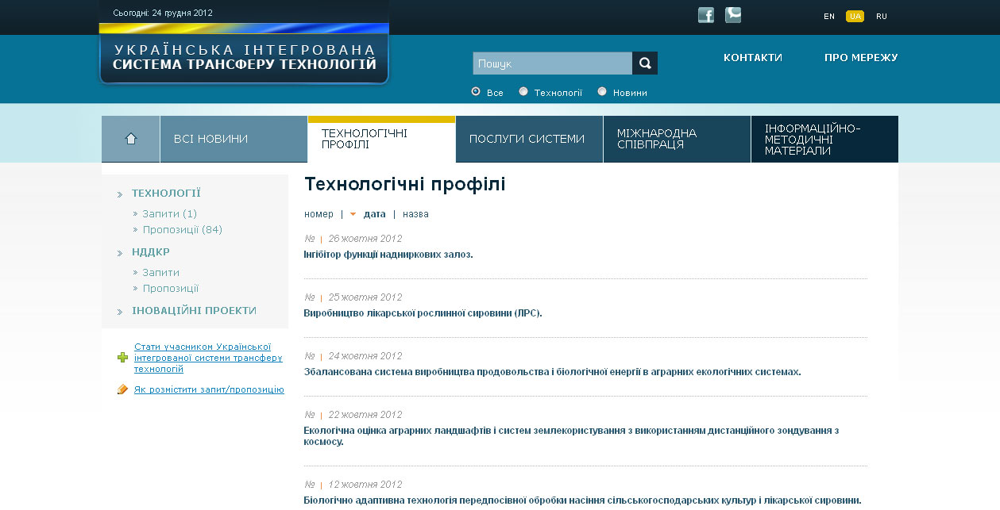 Сьогодні: 24 грудня 2012
EN UA RU
УКРАЇНСЬКА ІНТЕГРОВАНА
СИСТЕМА ТРАНСФЕРУ ТЕХНОЛОГІЙ
Пошук
КОНТАКТИ
ПРО МЕРЕЖУ
Все Технології Новини
ВСІ НОВИНИ
ТЕХНОЛОГІЧНІ
ПРОФІЛІ
ПОСЛУГИ СИСТЕМИ
МІЖНАРОДНА
СПІВПРАЦЯ
ІНФОРМАЦІЙНО-
МЕТОДИЧНІ
МАТЕРІАЛИ
ТЕХНОЛОГІЇ
» Запити (1)
» Пропозиції (84)
НДДКР
» Запити
» Пропозиції
ІНОВАЦІЙНІ ПРОЕКТИ
Стати учасником Української
інтегрованої системи трансферу
технологій
Як розмістити запит/пропозицію
Технологічні профілі
номер | дата | назва
№ | 26 жовтня 2012
Інгібітор функції надниркових залоз.
№ | 25 жовтня 2012
Виробництво лікарської рослинної сировини (ЛРС).
№ | 24 жовтня 2012
Збалансована система виробництва продовольства і біологічної енергії в аграрних екологічних системах.
№ | 22 жовтня 2012
Екологічна оцінка аграрних ландшафтів і систем землекористування з використанням дистанційного зондування з
космосу.
№ | 12 жовтня 2012
Біологічно адаптивна технологія передпосівної обробки насіння сільськогосподарських культур і лікарської сировини.